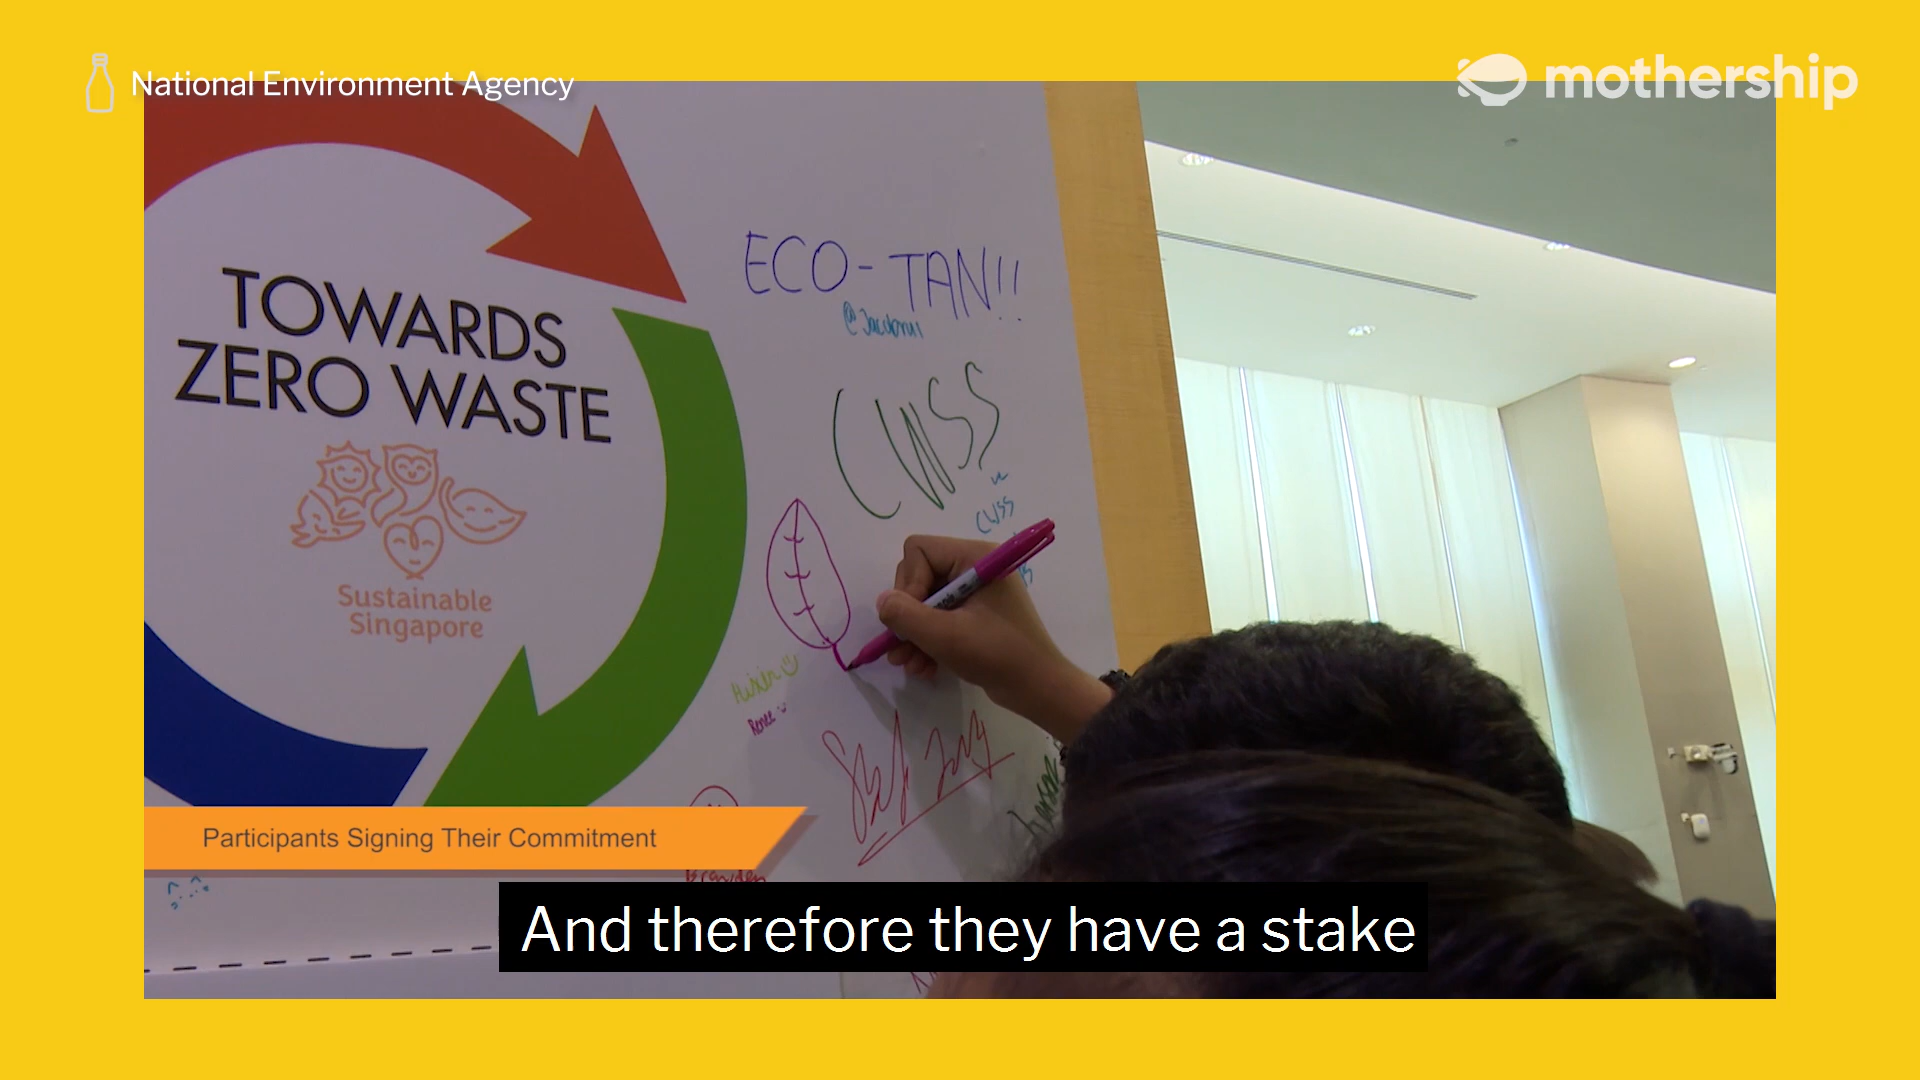 National Environment Agency
mothership
TOWARDS
ZERO WASTE
Sustainable
Singapore
ECO-TAN!!
CWSS
CWSS
Renee
Participants Signing Their Commitment
And therefore they have a stake